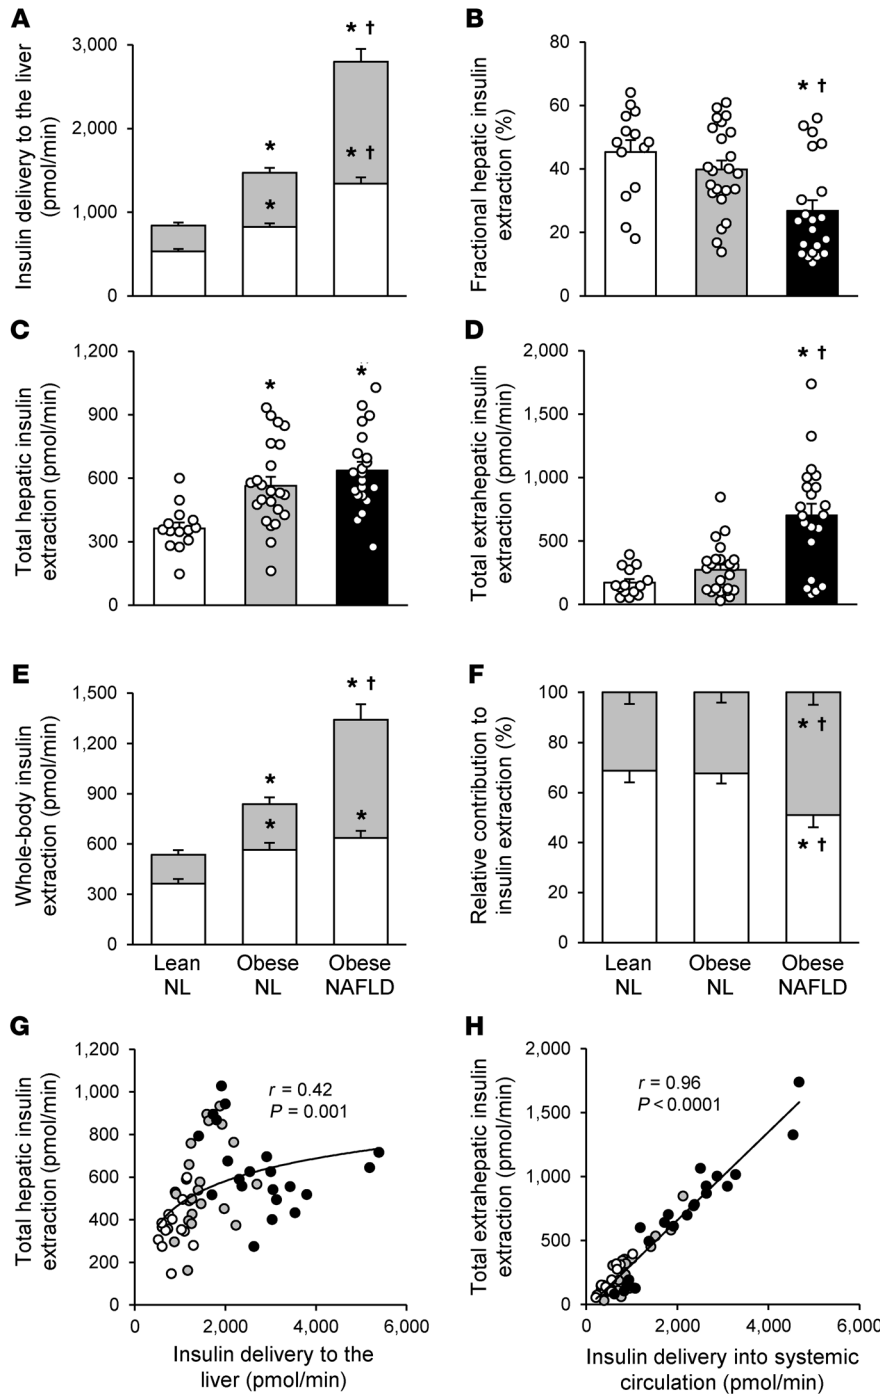 A
Insulin delivery to the liver
(pmol/min)
3,000
2,000
1,000
0
*
*
* †
* †
B
Fractional hepatic insulin
extraction (%)
80
60
40
20
0
* †
C
Total hepatic insulin
extraction (pmol/min)
1,200
900
600
300
0
*
*
D
Total extrahepatic insulin
extraction (pmol/min)
2,000
1,500
1,000
500
0
* †
E
Whole-body insulin
extraction (pmol/min)
1,500
1,200
900
600
300
0
*
*
* †
*
Lean
NL
Obese
NL
Obese
NAFLD
F
Relative contribution to
insulin extraction (%)
100
80
60
40
20
0
* †
* †
Lean
NL
Obese
NL
Obese
NAFLD
G
Total hepatic insulin
extraction (pmol/min)
1,200
1,000
800
600
400
200
0
r = 0.42
P = 0.001
0
2,000
4,000
6,000
Insulin delivery to the
liver (pmol/min)
H
Total extrahepatic insulin
extraction (pmol/min)
2,000
1,500
1,000
500
0
r = 0.96
P < 0.0001
0
2,000
4,000
6,000
Insulin delivery into systemic
circulation (pmol/min)